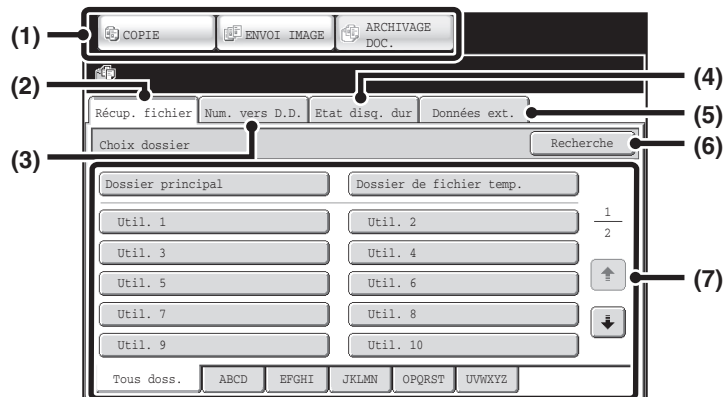 (1) COPIE ENVOI IMAGE ARCHIVAGE DOC.
(2) (4)
Récup. fichier Num. vers D.D. Etat disq. dur Données ext. (5)
(3) Choix dossier Recherche (6)
Dossier principal Dossier de fichier temp.
Util. 1 Util. 2 1
2
Util. 3 Util. 4
Util. 5 Util. 6 (7)
Util. 7 Util. 8
Util. 9 Util. 10
Tous doss. ABCD EFGHI JKLMN OPQRST UVWXYZ